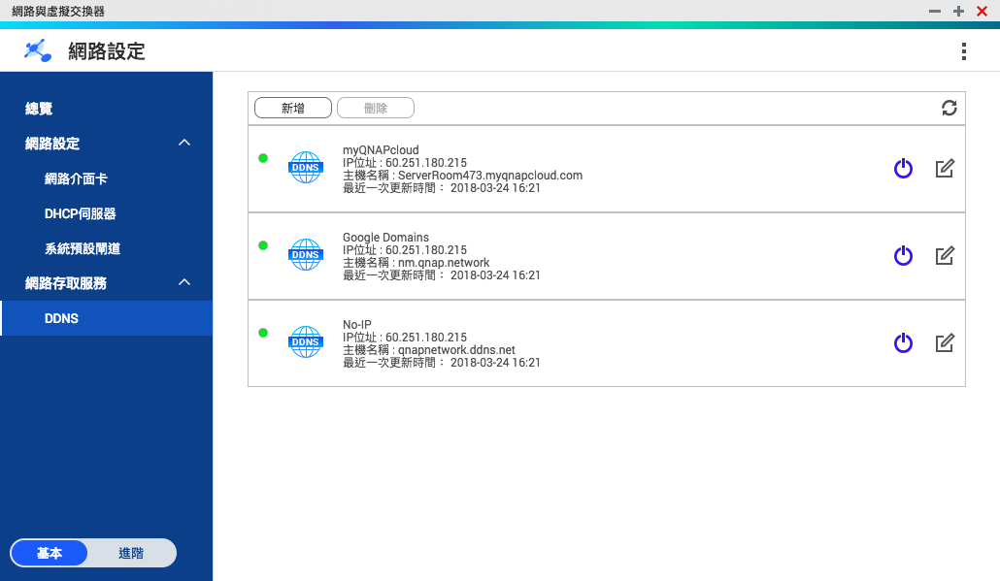 網路與虛擬交換器
網路設定
總覽
網路設定
網路介面卡
DHCP伺服器
系統預設閘道
網路存取服務
DDNS
基本
進階
新增
刪除
DDNS
myQNAPcloud
IP位址 : 60.251.180.215
主機名稱 : ServerRoom473.myqnapcloud.com
最近一次更新時間： 2018-03-24 16:21
DDNS
Google Domains
IP位址 : 60.251.180.215
主機名稱 : nm.qnap.network
最近一次更新時間： 2018-03-24 16:21
DDNS
No-IP
IP位址 : 60.251.180.215
主機名稱 : qnapnetwork.ddns.net
最近一次更新時間： 2018-03-24 16:21